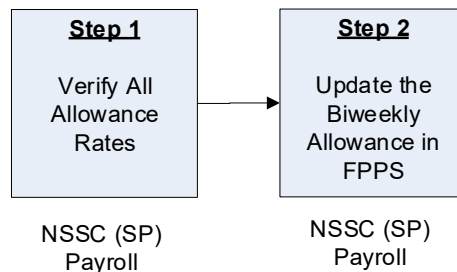 Step 1
Verify All
Allowance
Rates
NSSC (SP)
Payroll
Step 2
Update the
Biweekly
Allowance in
FPPS
NSSC (SP)
Payroll